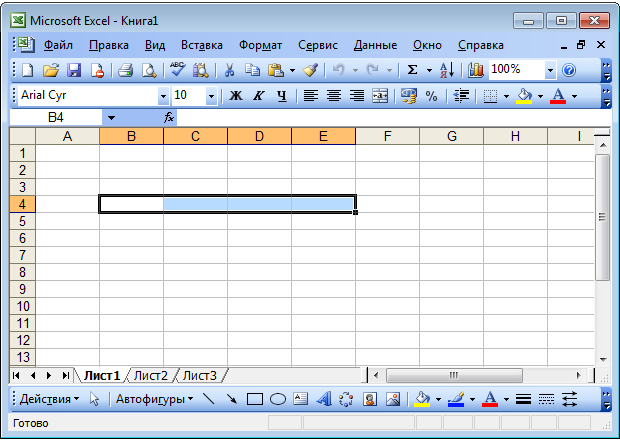 Microsoft Excel - Книга1
Файл Правка Вид Вставка Формат Сервис Данные Окно Справка
Σ А Я 100%
Arial Cyr 10 Ж К Ч %
B4 fx
A B C D E F G H I
1
2
3
4
5
6
7
8
9
10
11
12
13
Лист1 Лист2 Лист3
Действия Автофигуры A A
Готово